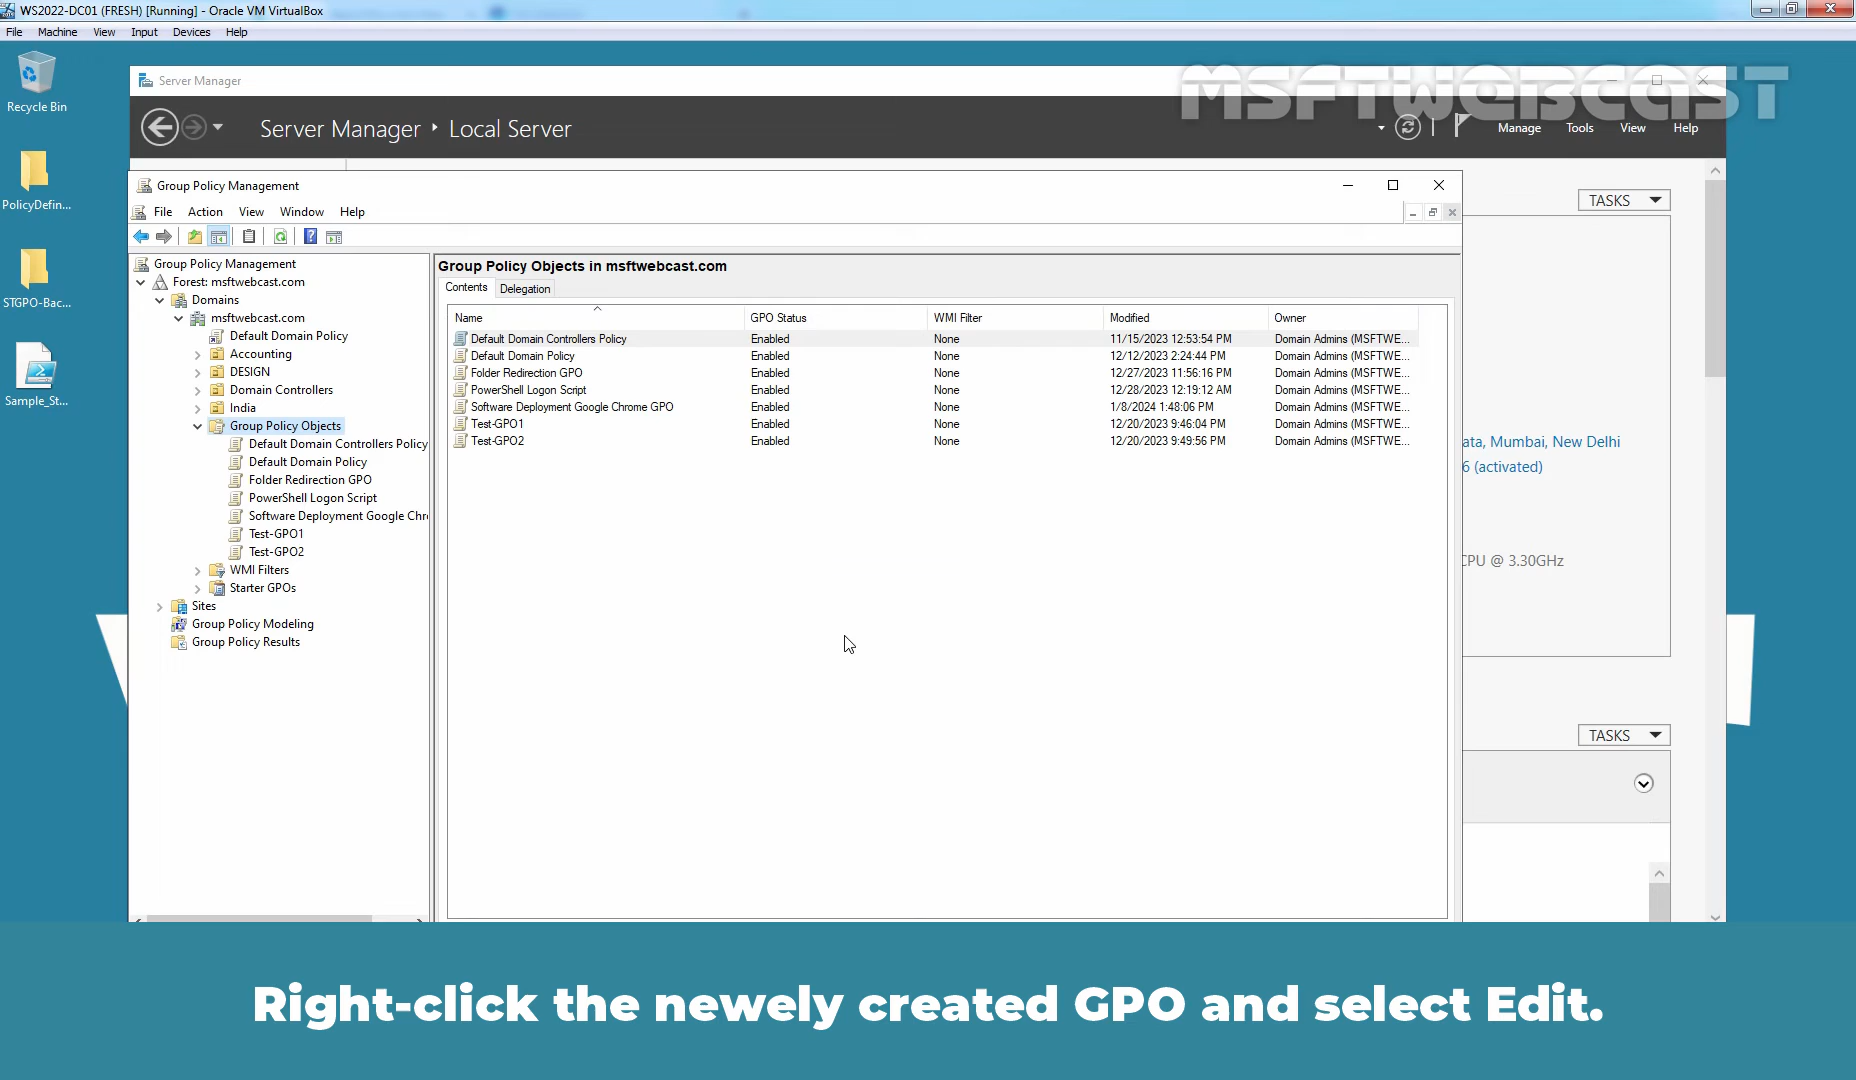 WS2022-DC01 (FRESH) [Running] - Oracle VM VirtualBox
File Machine View Input Devices Help
Recycle Bin
PolicyDefin...
STGPO-Bac...
Sample_St...
Server Manager
MSFTWEBCAST
Server Manager Local Server
Manage Tools View Help
Group Policy Management
File Action View Window Help
Group Policy Management
Forest: msftwebcast.com
Domains
msftwebcast.com
Default Domain Policy
Accounting
DESIGN
Domain Controllers
India
Group Policy Objects
Default Domain Controllers Policy
Default Domain Policy
Folder Redirection GPO
PowerShell Logon Script
Software Deployment Google Chr
Test-GPO1
Test-GPO2
WMI Filters
Starter GPOs
Sites
Group Policy Modeling
Group Policy Results
Group Policy Objects in msftwebcast.com
Contents Delegation
Name GPO Status WMI Filter Modified Owner
Default Domain Controllers Policy Enabled None 11/15/2023 12:53:54 PM Domain Admins (MSFTWE...
Default Domain Policy Enabled None 12/12/2023 2:24:44 PM Domain Admins (MSFTWE...
Folder Redirection GPO Enabled None 12/27/2023 11:56:16 PM Domain Admins (MSFTWE...
PowerShell Logon Script Enabled None 12/28/2023 12:19:12 AM Domain Admins (MSFTWE...
Software Deployment Google Chrome GPO Enabled None 1/8/2024 1:48:06 PM Domain Admins (MSFTWE...
Test-GPO1 Enabled None 12/20/2023 9:46:04 PM Domain Admins (MSFTWE...
Test-GPO2 Enabled None 12/20/2023 9:49:56 PM Domain Admins (MSFTWE...
TASKS
ata, Mumbai, New Delhi
6 (activated)
CPU @ 3.30GHz
TASKS
Right-click the newely created GPO and select Edit.